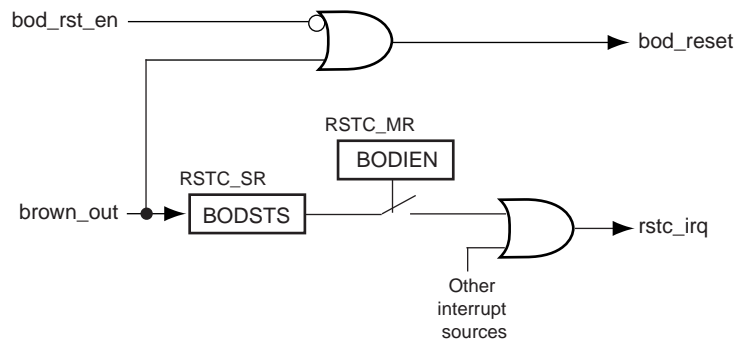 bod_rst_en
bod_reset
RSTC_MR
BODIEN
RSTC_SR
brown_out
BODSTS
rstc_irq
Other
interrupt
sources